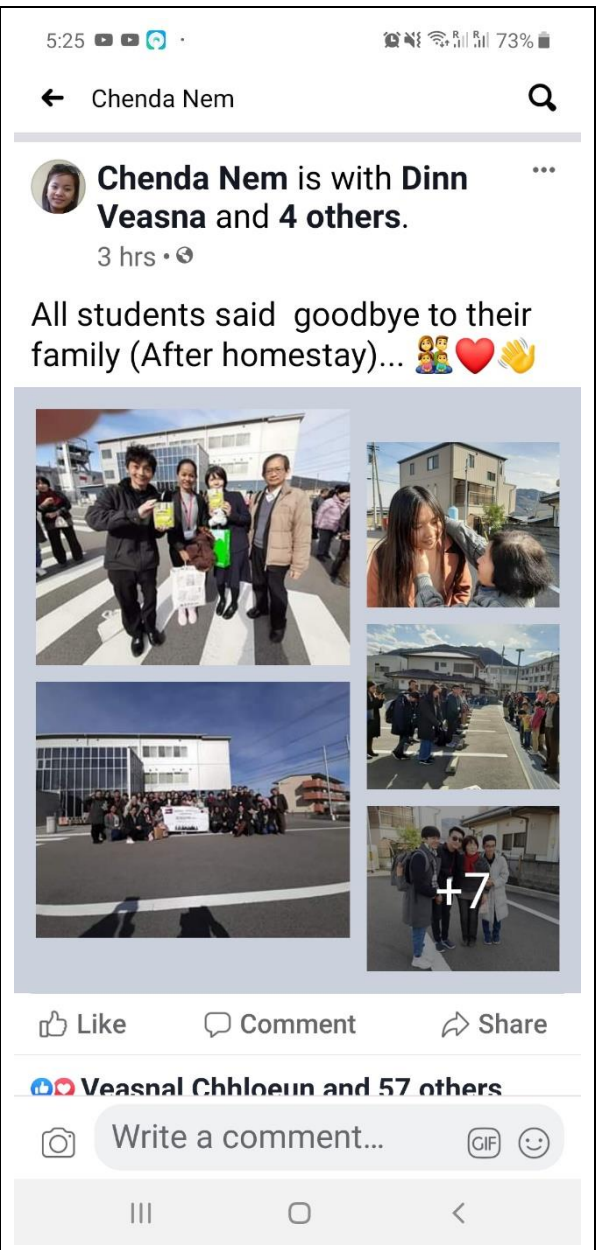 5:25
73%
Chenda Nem
Chenda Nem is with Dinn
Veasna and 4 others.
3 hrs
All students said goodbye to their
family (After homestay)...
+7
Like Comment Share
Veasnal Chhloeun and 57 others
Write a comment...
GIF